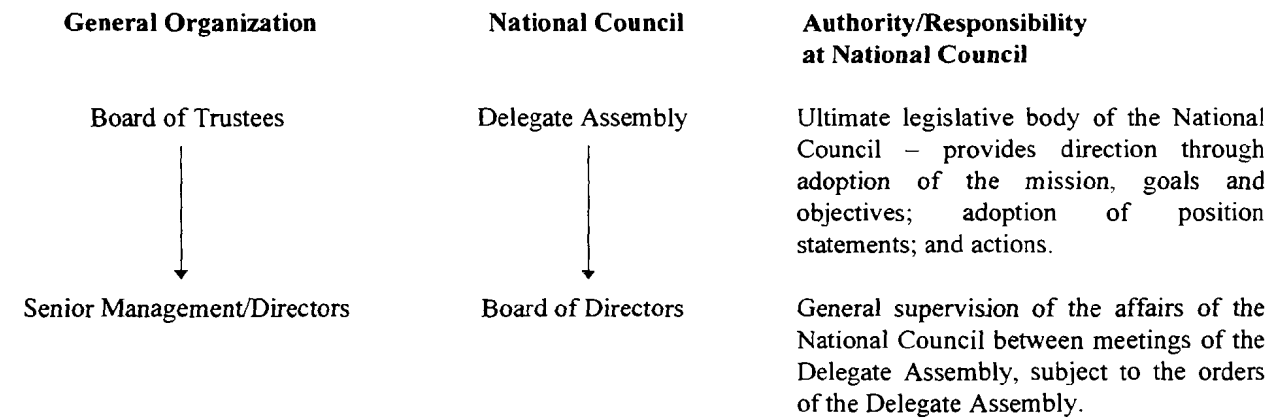 General Organization
National Council
Authority/Responsibility
at National Council
Board of Trustees
Delegate Assembly
Ultimate legislative body of the National
Council – provides direction through
adoption of the mission, goals and
objectives; adoption of position
statements; and actions.
Senior Management/Directors
Board of Directors
General supervision of the affairs of the
National Council between meetings of the
Delegate Assembly, subject to the orders
of the Delegate Assembly.